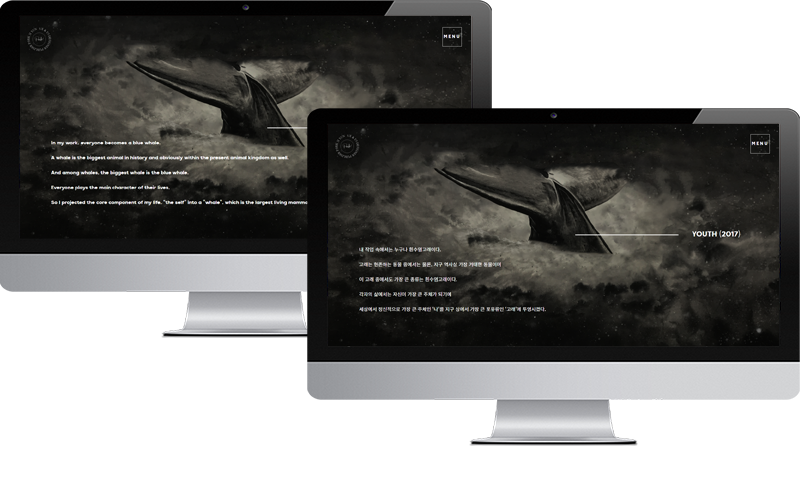 MENU
In my work, everyone becomes a blue whale.
A whale is the biggest animal in history and obviously within the present animal kingdom as well.
And among whales, the biggest whale is the blue whale.
Everyone plays the main character of their lives.
So I projected the core component of my life, "the self" into a "whale", which is the largest living
MENU
YOUTH (2017)
내 작업 속에서는 누구나 흰수염고래이다.
고래는 현존하는 동물 중에서는 물론, 지구 역사상 가장 거대한 동물이며
이 고래 중에서도 가장 큰 종류는 흰수염고래이다.
각자의 삶에서는 자신이 가장 큰 주체가 되기에
세상에서 정신적으로 가장 큰 주체인 '나'를 지구 상에서 가장 큰 포유류인 '고래'에 투영시켰다.